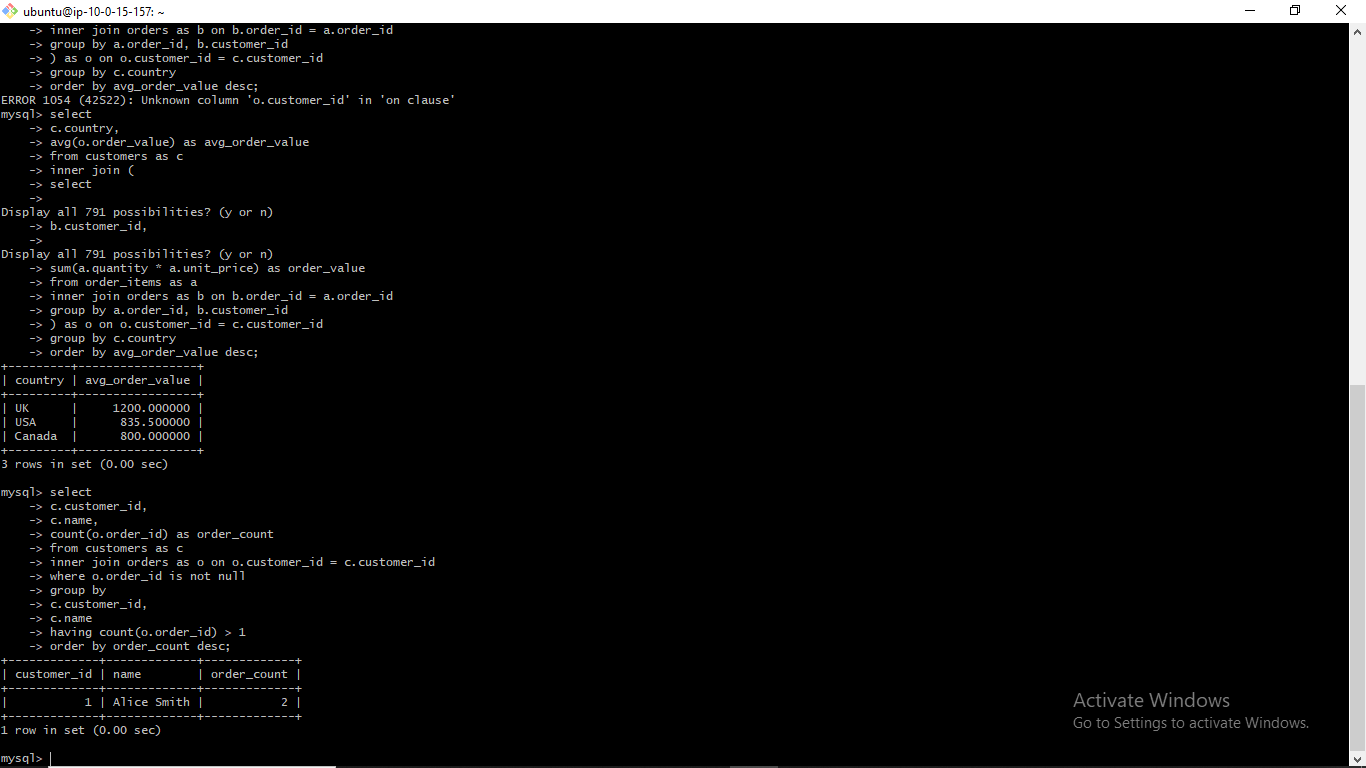 ubuntu@ip-10-0-15-157: ~
    -> inner join orders as b on b.order_id = a.order_id
    -> group by a.order_id, b.customer_id
    -> ) as o on o.customer_id = c.customer_id
    -> group by c.country
    -> order by avg_order_value desc;
ERROR 1054 (42S22): Unknown column 'o.customer_id' in 'on clause'
mysql> select
    -> c.country,
    -> avg(o.order_value) as avg_order_value
    -> from customers as c
    -> inner join (
    -> select
    ->
Display all 791 possibilities? (y or n)
    -> b.customer_id,
    ->
Display all 791 possibilities? (y or n)
    -> sum(a.quantity * a.unit_price) as order_value
    -> from order_items as a
    -> inner join orders as b on b.order_id = a.order_id
    -> group by a.order_id, b.customer_id
    -> ) as o on o.customer_id = c.customer_id
    -> group by c.country
    -> order by avg_order_value desc;
+---------+-----------------+
| country | avg_order_value |
+---------+-----------------+
| UK      |     1200.000000 |
| USA     |      835.500000 |
| Canada  |      800.000000 |
+---------+-----------------+
3 rows in set (0.00 sec)
mysql> select
    -> c.customer_id,
    -> c.name,
    -> count(o.order_id) as order_count
    -> from customers as c
    -> inner join orders as o on o.customer_id = c.customer_id
    -> where o.order_id is not null
    -> group by
    -> c.customer_id,
    -> c.name
    -> having count(o.order_id) > 1
    -> order by order_count desc;
+-------------+-------------+-------------+
| customer_id | name        | order_count |
+-------------+-------------+-------------+
|           1 | Alice Smith |           2 |
+-------------+-------------+-------------+
1 row in set (0.00 sec)
mysql>
Activate Windows
Go to Settings to activate Windows.